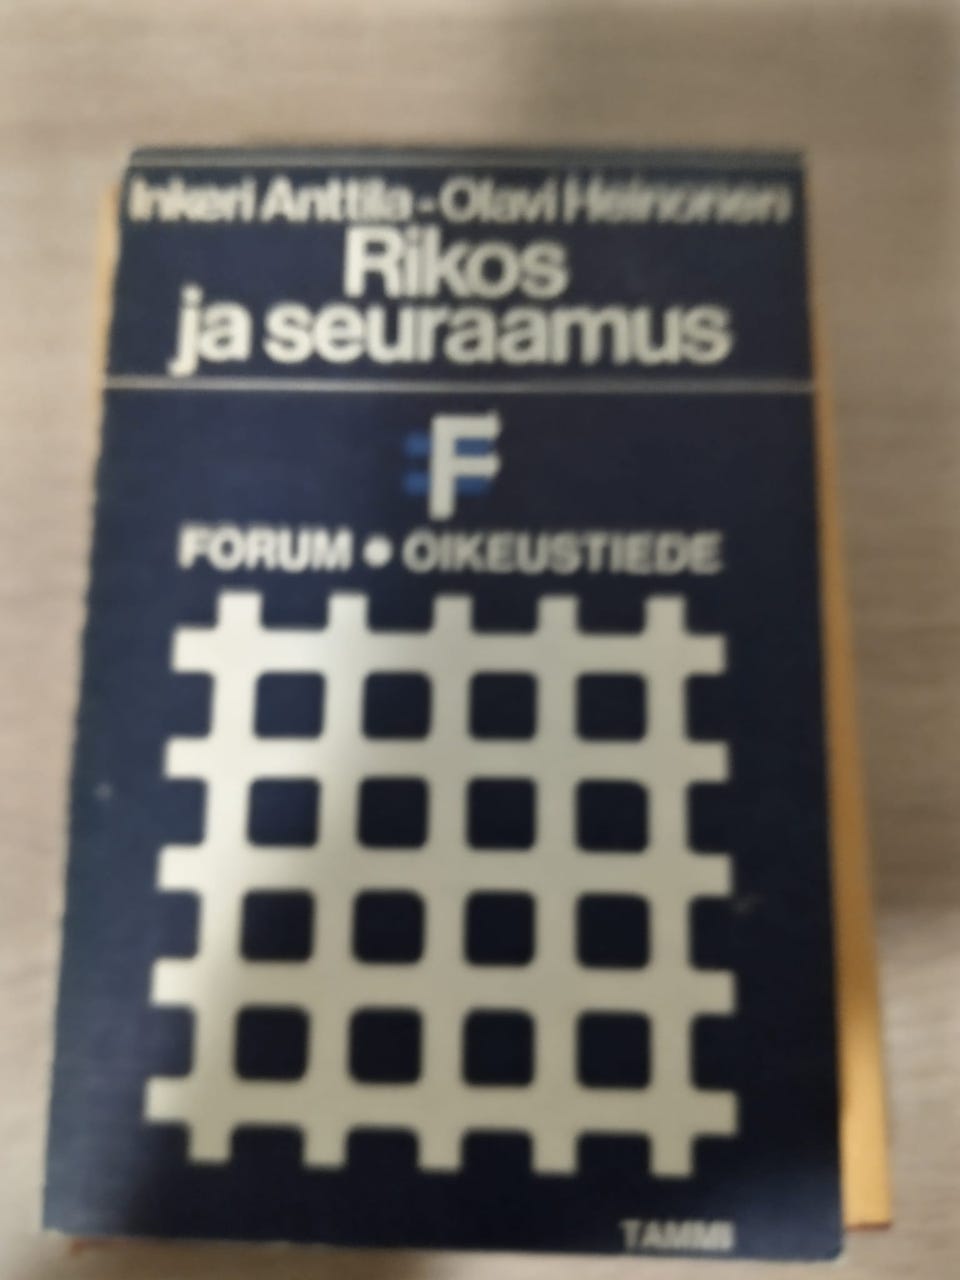 Inkeri Anttila - Olavi Heinonen
Rikos
ja seuraamus
F
FORUM • OIKEUSTIEDE
TAMMI